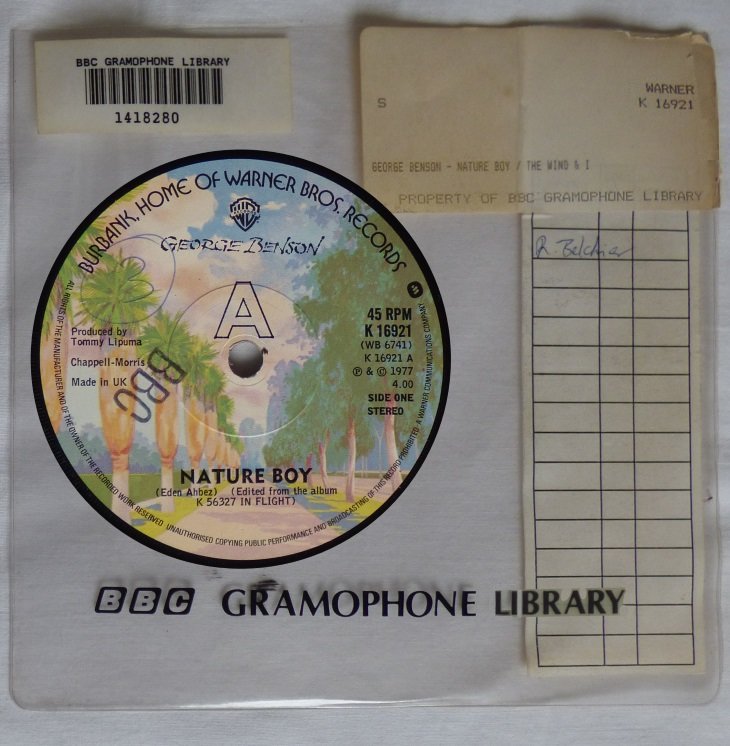 BBC GRAMOPHONE LIBRARY
1418280
WARNER
S K 16921
GEORGE BENSON - NATURE BOY / THE WIND & I
PROPERTY OF BBC GRAMOPHONE LIBRARY
R. Belchier
BURBANK, HOME OF WARNER BROS. RECORDS
GEORGE BENSON
A
Produced by
Tommy Lipuma
Chappell-Morris
Made in UK
BBC
45 RPM
K 16921
(WB 6741)
K 16921 A
℗ & © 1977
4.00
SIDE ONE
STEREO
NATURE BOY
(Eden Ahbez) (Edited from the album
K 56327 IN FLIGHT)
ALL RIGHTS OF THE MANUFACTURER AND OF THE OWNER OF THE RECORDED WORK RESERVED. UNAUTHORISED COPYING PUBLIC PERFORMANCE AND BROADCASTING OF THIS RECORD PROHIBITED. A WARNER COMMUNICATIONS COMPANY
BBC GRAMOPHONE LIBRARY